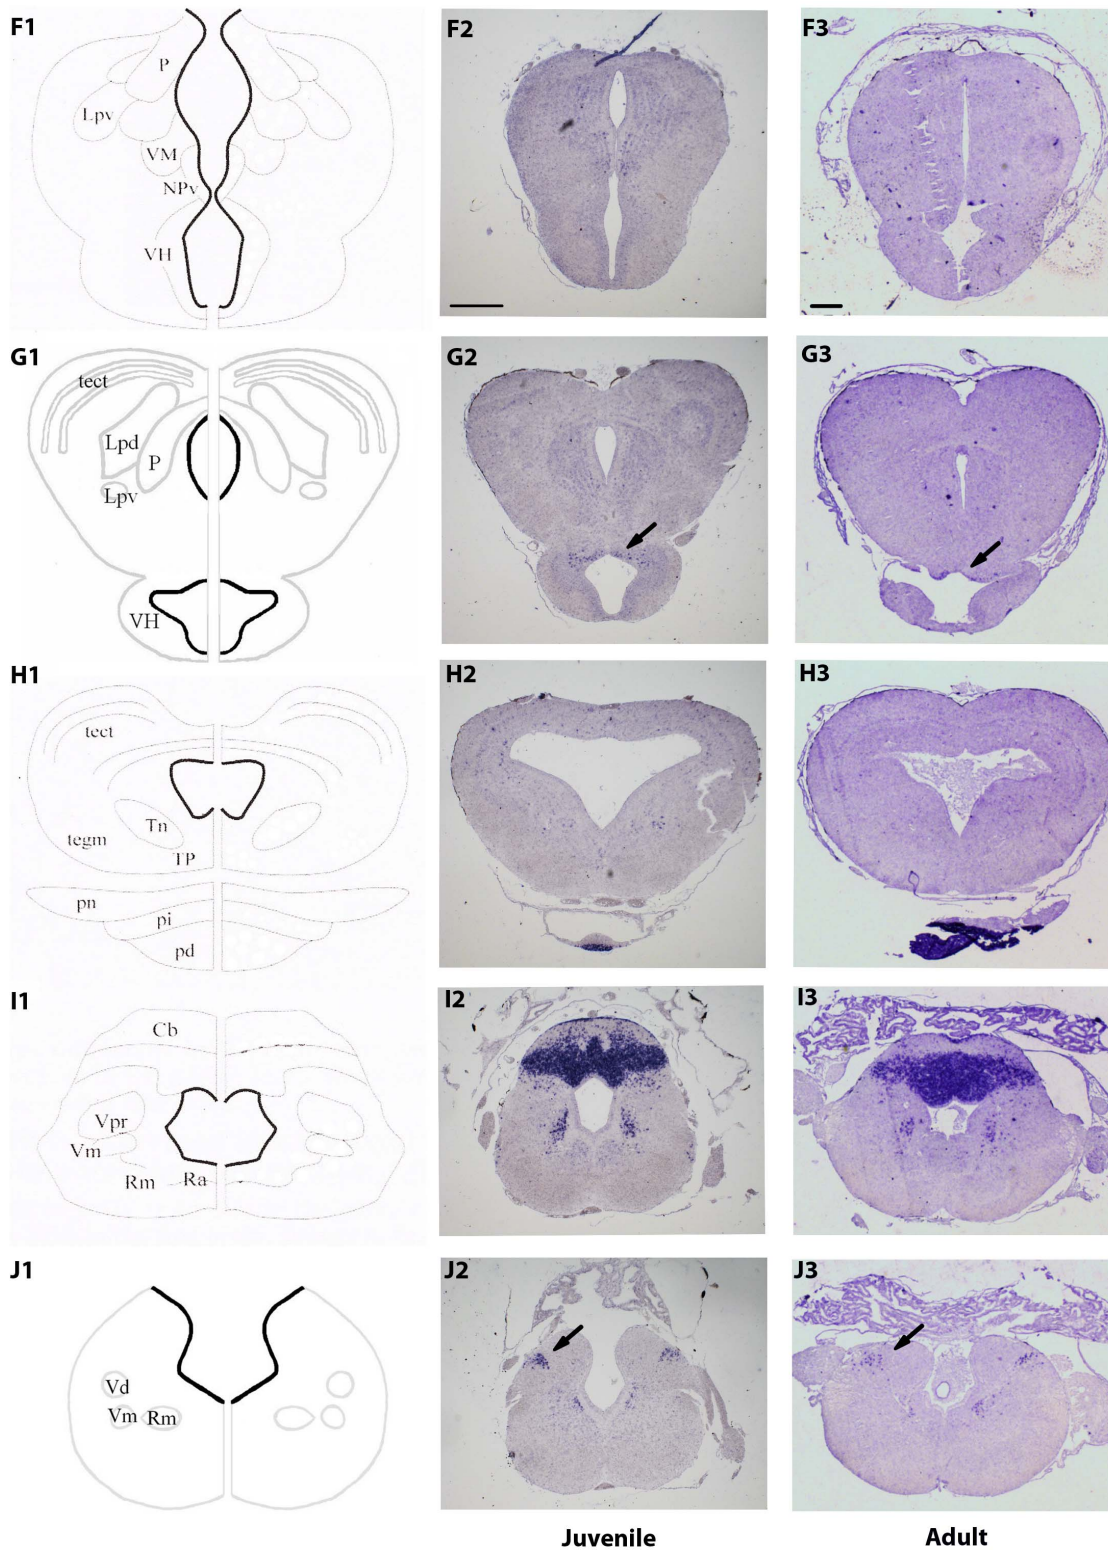 F1
F2
F3
P
Lpv
VM
NPv
VH
G1
G2
G3
tect
Lpd
P
Lpv
VH
H1
H2
H3
tect
Tn
tegm
TP
pn
pi
pd
I1
I2
I3
Cb
Vpr
Vm
Rm
Ra
J1
J2
J3
Vd
Vm
Rm
Juvenile
Adult